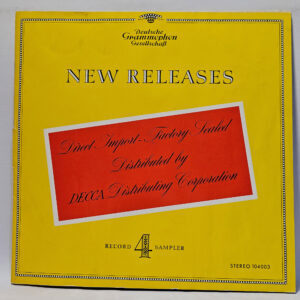 Deutsche
Grammophon
Gesellschaft
NEW RELEASES
Direct Import - Factory Sealed
Distributed by
DECCA Distributing Corporation
RECORD 4 SAMPLER
STEREO 104003